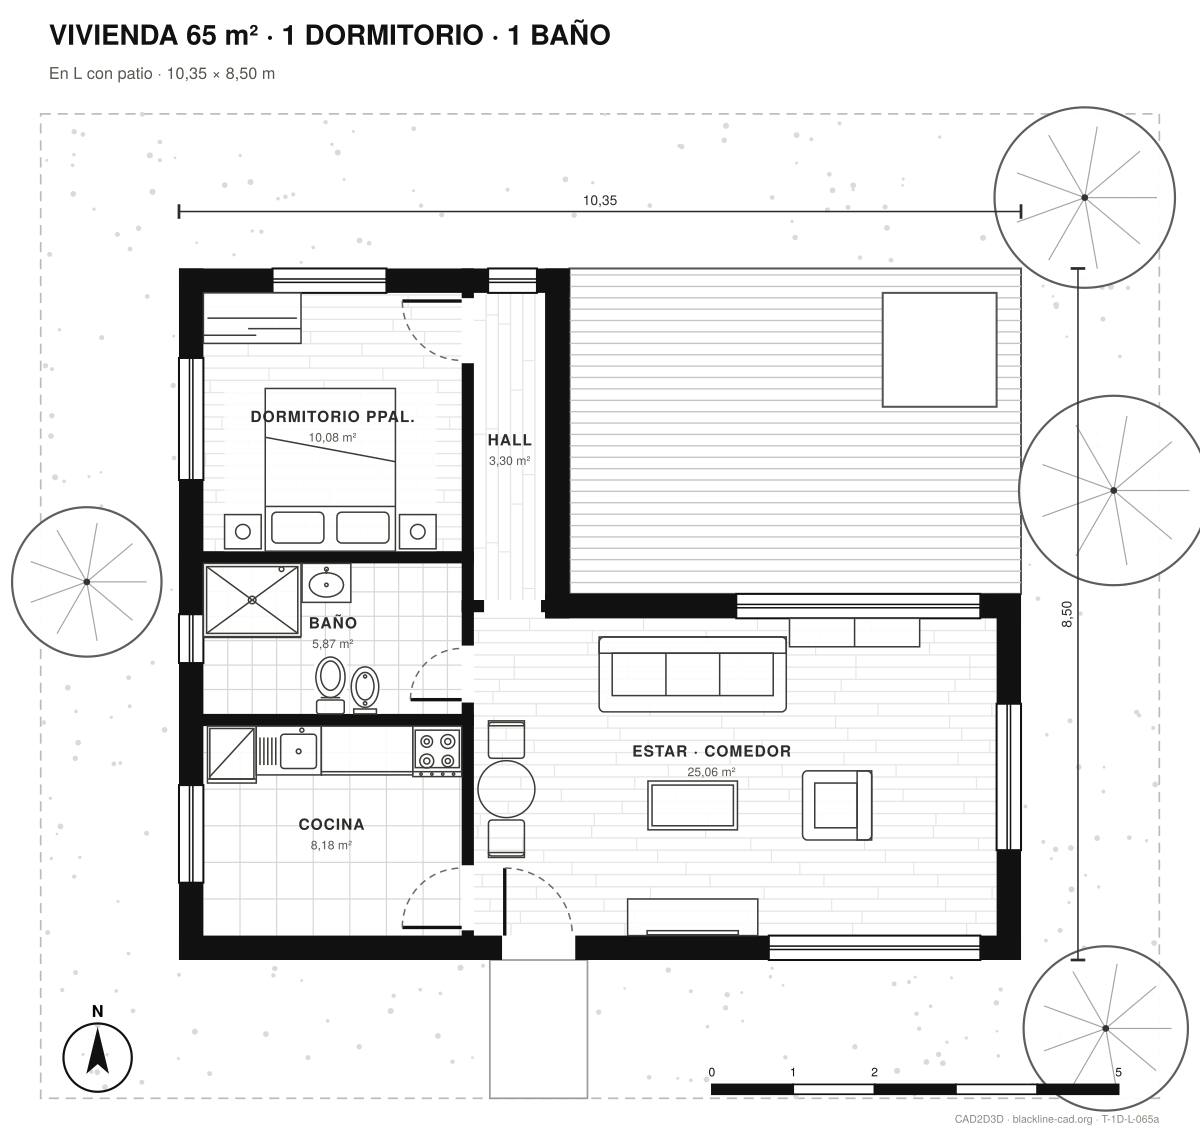 VIVIENDA 65 m² · 1 DORMITORIO · 1 BAÑO
En L con patio · 10,35 × 8,50 m
10,35
DORMITORIO PPAL.
10,08 m²
HALL
3,30 m²
8,50
BAÑO
5,87 m²
ESTAR · COMEDOR
25,06 m²
COCINA
8,18 m²
N
0 1 2 5
CAD2D3D · blackline-cad.org · T-1D-L-065a